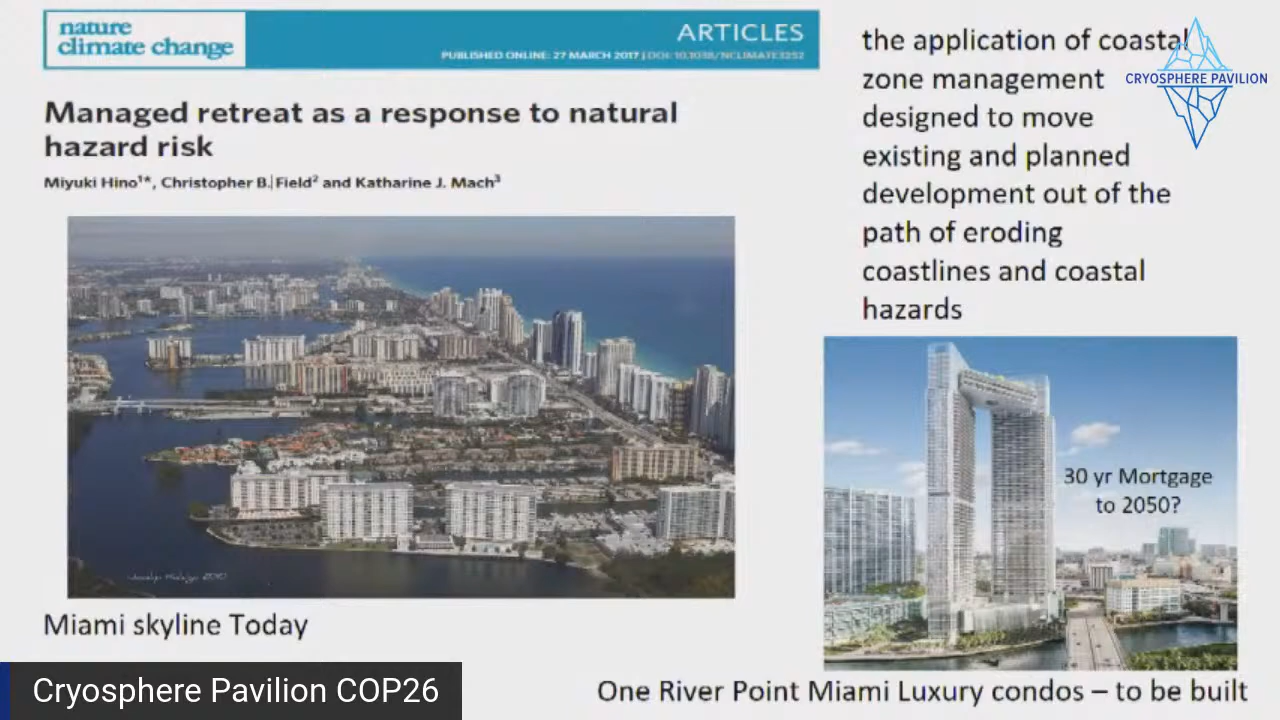 nature
climate change
ARTICLES
PUBLISHED ONLINE: 27 MARCH 2017 | DOI: 10.1038/NCLIMATE3252
Managed retreat as a response to natural
hazard risk
Miyuki Hino1*, Christopher B. Field2 and Katharine J. Mach3
the application of coastal
zone management
designed to move
existing and planned
development out of the
path of eroding
coastlines and coastal
hazards
CRYOSPHERE PAVILION
30 yr Mortgage
to 2050?
Miami skyline Today
Cryosphere Pavilion COP26
One River Point Miami Luxury condos – to be built